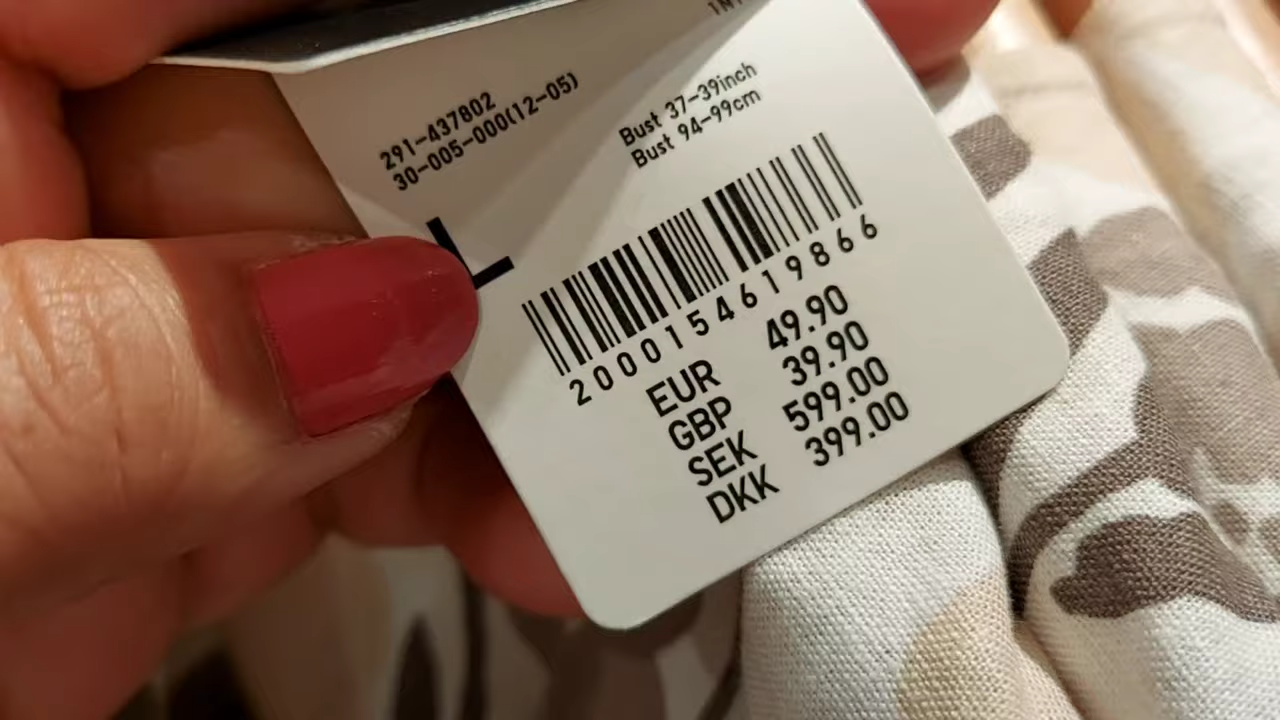 291-437802
30-005-000(12-05)
Bust 37-39inch
Bust 94-99cm
L
2000154619866
EUR 49.90
GBP 39.90
SEK 599.00
DKK 399.00